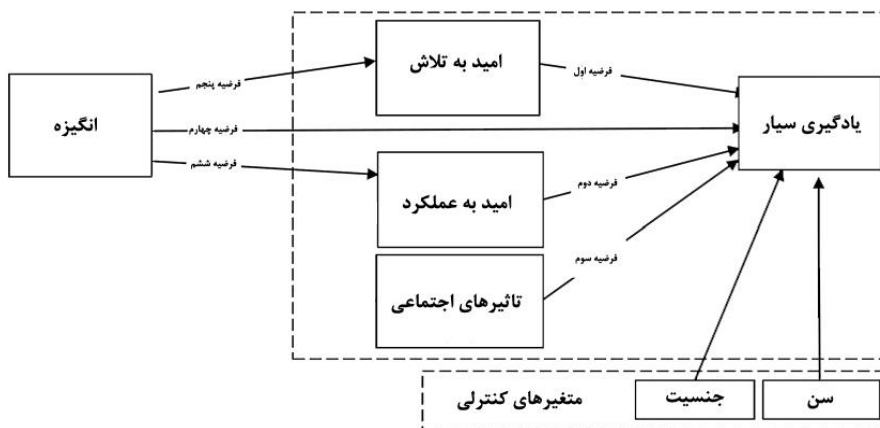 امید به تلاش
فرضیه اول
فرضیه پنجم
انگیزه
یادگیری سیار
فرضیه چهارم
فرضیه ششم
امید به عملکرد
فرضیه دوم
فرضیه سوم
تاثیرهای اجتماعی
متغیرهای کنترلی
جنسیت
سن